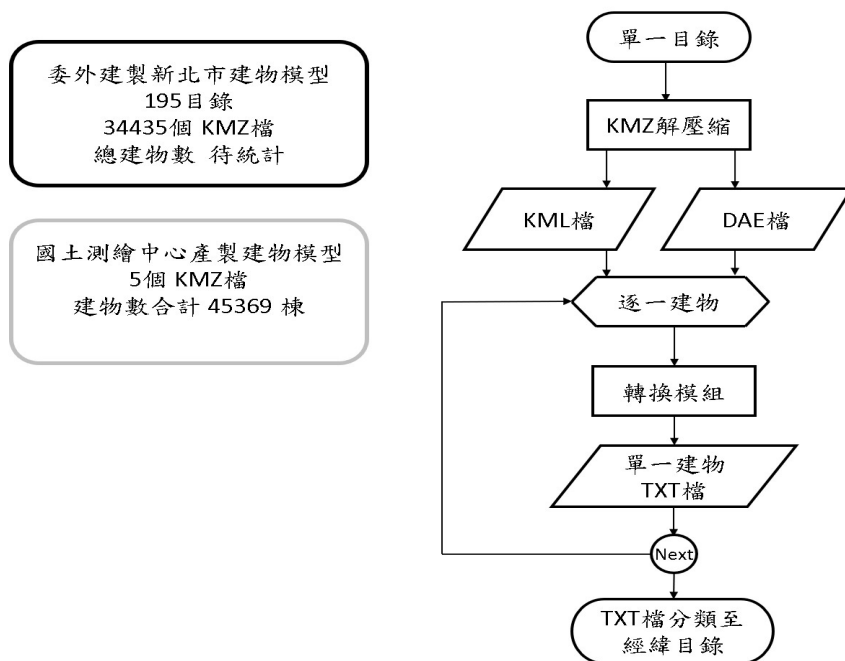 委外建製新北市建物模型
195目錄
34435個 KMZ檔
總建物數 待統計
國土測繪中心產製建物模型
5個 KMZ檔
建物數合計 45369 棟
單一目錄
KMZ解壓縮
KML檔
DAE檔
逐一建物
轉換模組
單一建物
TXT檔
Next
TXT檔分類至
經緯目錄